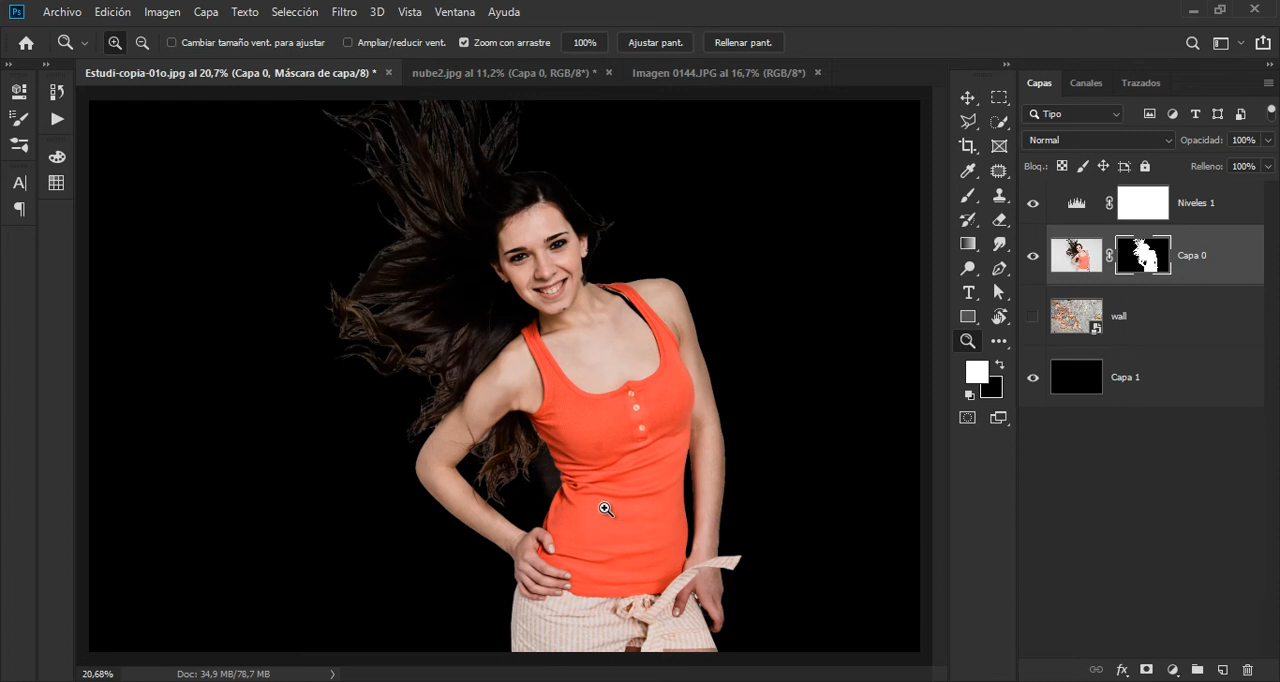 Ps Archivo Edición Imagen Capa Texto Selección Filtro 3D Vista Ventana Ayuda
Cambiar tamaño vent. para ajustar Ampliar/reducir vent. Zoom con arrastre 100% Ajustar pant. Rellenar pant.
Estudi-copia-01o.jpg al 20,7% (Capa 0, Máscara de capa/8) * × nube2.jpg al 11,2% (Capa 0, RGB/8*) * × Imagen 0144.JPG al 16,7% (RGB/8*) ×
Capas Canales Trazados
Tipo
Normal Opacidad: 100%
Bloq.: Relleno: 100%
Niveles 1
Capa 0
wall
Capa 1
20,68% Doc: 34,9 MB/78,7 MB